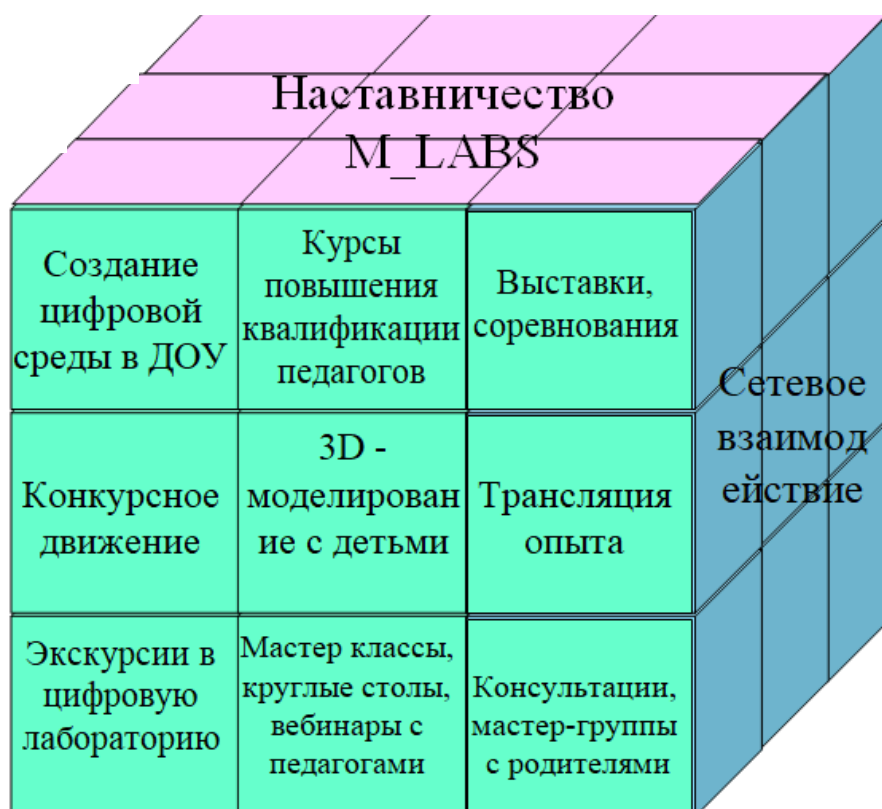 Наставничество
M_LABS
Создание
цифровой
среды в ДОУ
Курсы
повышения
квалификации
педагогов
Выставки,
соревнования
Сетевое
взаимод
ействие
Конкурсное
движение
3D -
моделирован
ие с детьми
Трансляция
опыта
Экскурсии в
цифровую
лабораторию
Мастер классы,
круглые столы,
вебинары с
педагогами
Консультации,
мастер-группы
с родителями